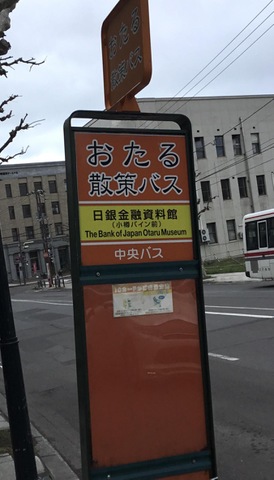 おたる
散策バス
おたる
散策バス
日銀金融資料館
(小樽バイン前)
The Bank of Japan Otaru Museum
中央バス